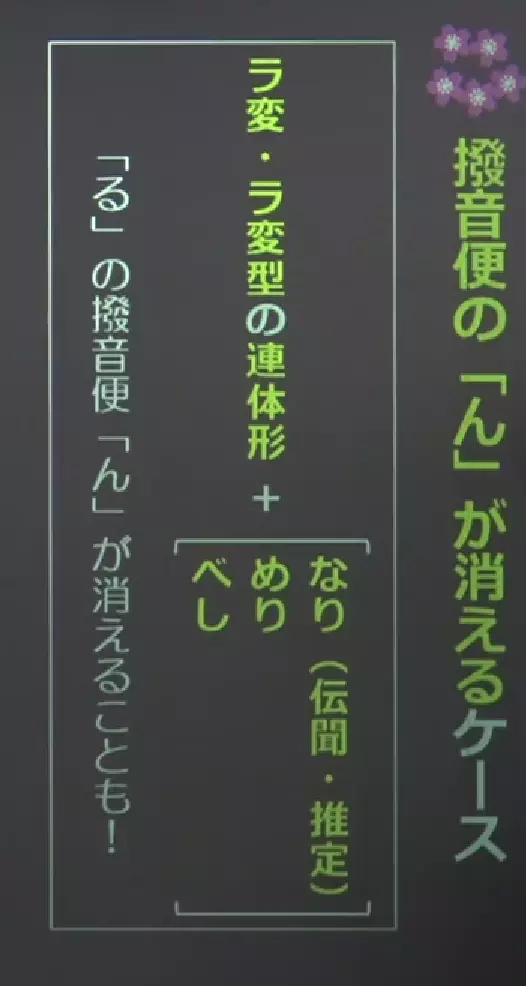 撥音便の「ん」が消えるケース
ラ変・ラ変型の連体形+
なり(伝聞・推定)
めり
べし
「る」の撥音便「ん」が消えることも!